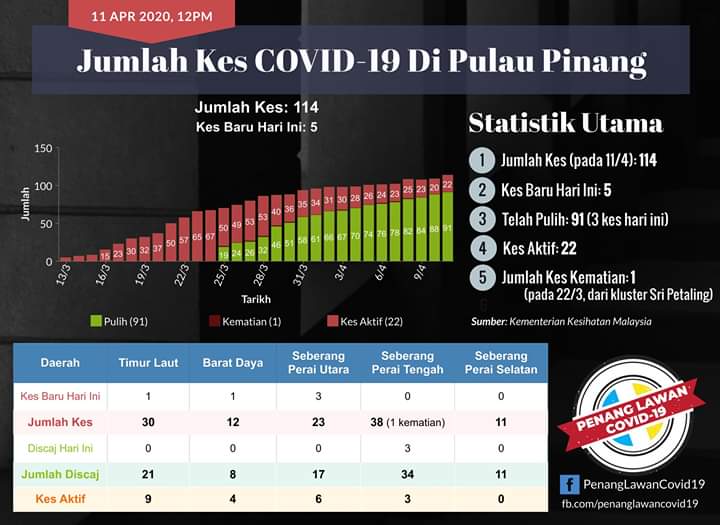 11 APR 2020, 12PM
Jumlah Kes COVID-19 Di Pulau Pinang
Jumlah Kes: 114
Kes Baru Hari Ini: 5
Jumlah
150
100
50
0
15 23 30 32 37 50 57 65 67 50 49 53 53 40 36 35 34 31 30 28 26 24 23 25 23 20 22
19 24 26 32 46 51 58 61 66 67 70 74 76 78 82 84 88 91
13/3 16/3 19/3 22/3 25/3 28/3 31/3 3/4 6/4 9/4
Tarikh
Pulih (91) Kematian (1) Kes Aktif (22)
Statistik Utama
1 Jumlah Kes (pada 11/4): 114
2 Kes Baru Hari Ini: 5
3 Telah Pulih: 91 (3 kes hari ini)
4 Kes Aktif: 22
5 Jumlah Kes Kematian: 1
(pada 22/3, dari kluster Sri Petaling)
Sumber: Kementerian Kesihatan Malaysia
Daerah Timur Laut Barat Daya Seberang Perai Utara Seberang Perai Tengah Seberang Perai Selatan
Kes Baru Hari Ini 1 1 3 0 0
Jumlah Kes 30 12 23 38 (1 kematian) 11
Discaj Hari Ini 0 0 0 3 0
Jumlah Discaj 21 8 17 34 11
Kes Aktif 9 4 6 3 0
PENANG LAWAN
COVID-19
PenangLawanCovid19
fb.com/penanglawancovid19